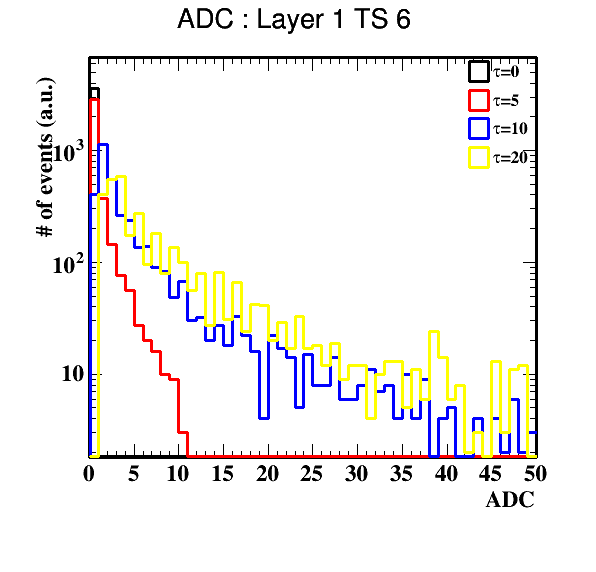 ADC : Layer 1 TS 6
# of events (a.u.)
τ=0
τ=5
τ=10
τ=20
10³
10²
10
0 5 10 15 20 25 30 35 40 45 50
ADC